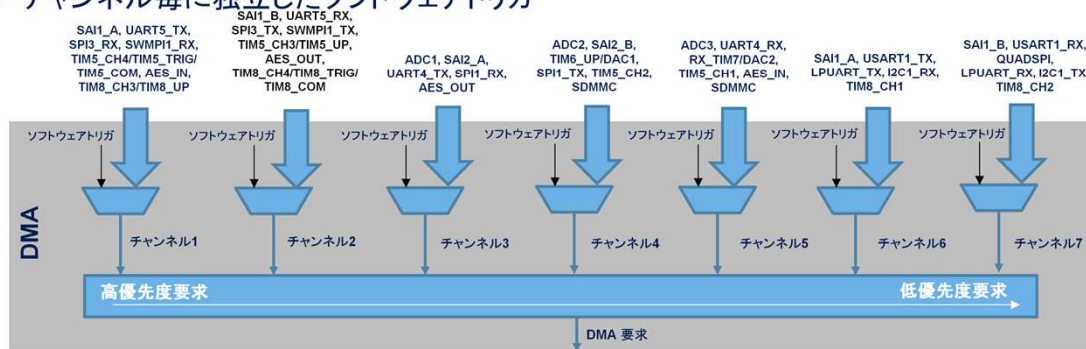 チャンネル毎に独立したソフトウェアトリガ
SAI1_A, UART5_TX,
SPI3_RX, SWMPI1_RX,
TIM5_CH4/TIM5_TRIG/
TIM5_COM, AES_IN,
TIM8_CH3/TIM8_UP
SAI1_B, UART5_RX,
SPI3_TX, SWMPI1_TX,
TIM5_CH3/TIM5_UP,
AES_OUT,
TIM8_CH4/TIM8_TRIG/
TIM8_COM
ADC1, SAI2_A,
UART4_TX, SPI1_RX,
AES_OUT
ADC2, SAI2_B,
TIM6_UP/DAC1,
SPI1_TX, TIM5_CH2,
SDMMC
ADC3, UART4_RX,
RX_TIM7/DAC2,
TIM5_CH1, AES_IN,
SDMMC
SAI1_A, USART1_TX,
LPUART_TX, I2C1_RX,
TIM8_CH1
SAI1_B, USART1_RX,
QUADSPI,
LPUART_RX, I2C1_TX
TIM8_CH2
ソフトウェアトリガ
ソフトウェアトリガ
ソフトウェアトリガ
ソフトウェアトリガ
ソフトウェアトリガ
ソフトウェアトリガ
ソフトウェアトリガ
DMA
チャンネル1
チャンネル2
チャンネル3
チャンネル4
チャンネル5
チャンネル6
チャンネル7
高優先度要求
低優先度要求
DMA 要求